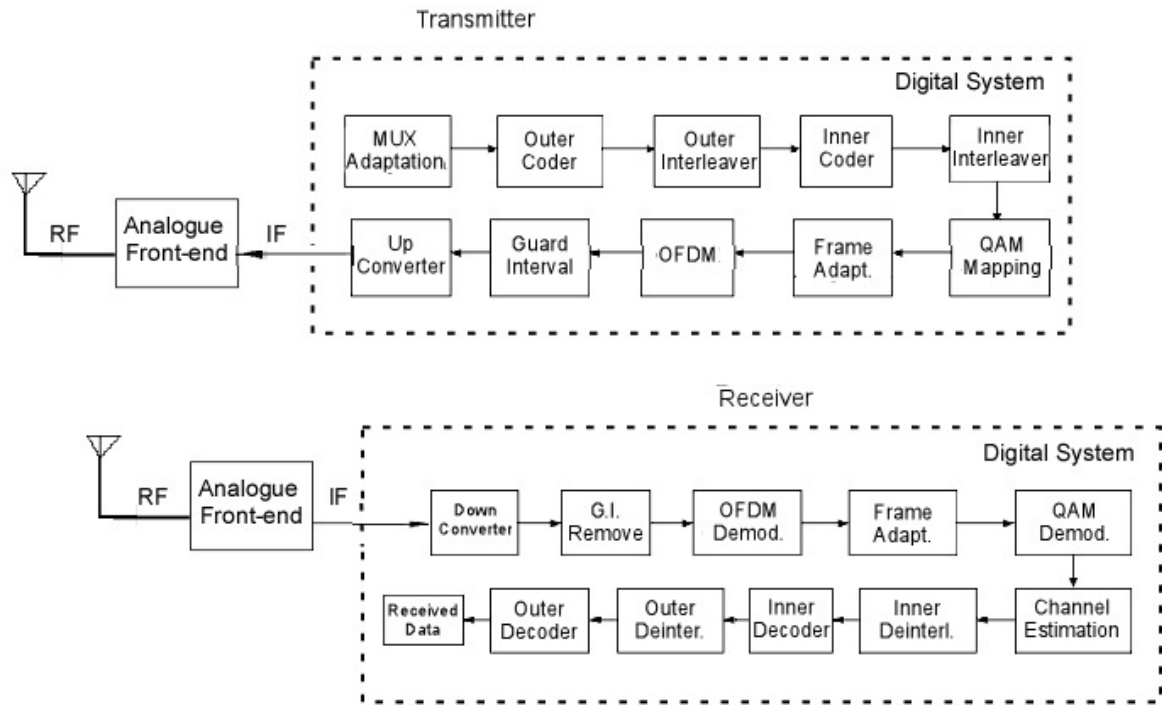 Transmitter
Digital System
MUX
Adaptation
Outer
Coder
Outer
Interleaver
Inner
Coder
Inner
Interleaver
RF
Analogue
Front-end
IF
Up
Converter
Guard
Interval
OFDM
Frame
Adapt.
QAM
Mapping
Receiver
Digital System
RF
Analogue
Front-end
IF
Down
Converter
G.I.
Remove
OFDM
Demod.
Frame
Adapt.
QAM
Demod.
Received
Data
Outer
Decoder
Outer
Deinter.
Inner
Decoder
Inner
Deinterl.
Channel
Estimation